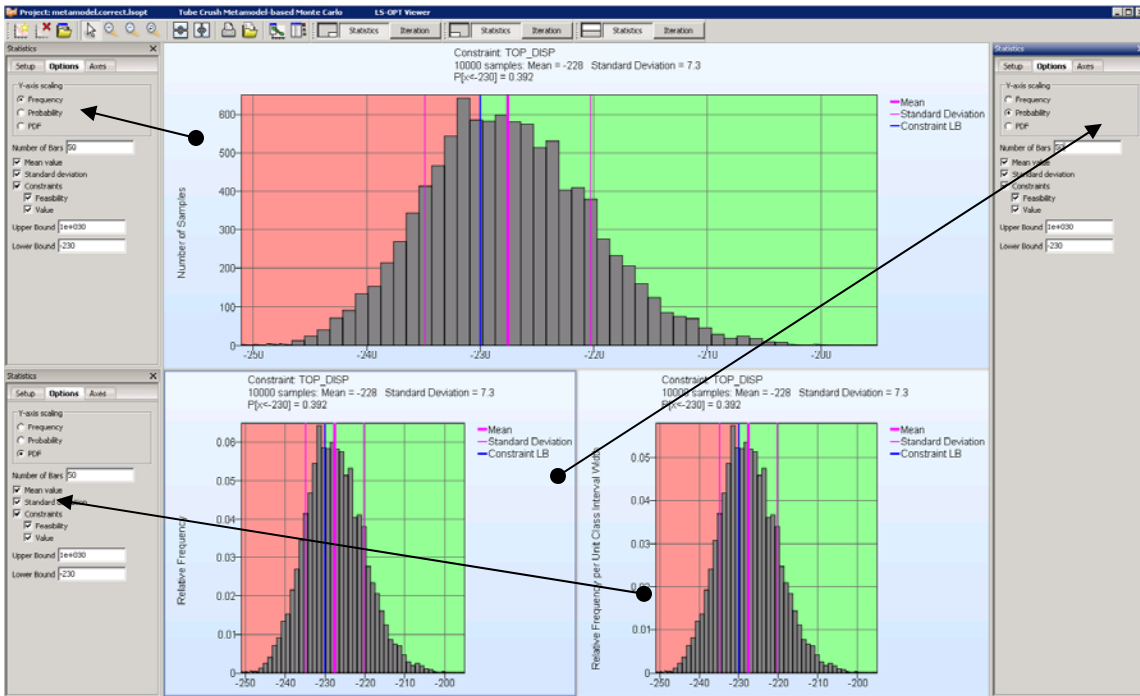 Project: metamodel.correct.lsopt Tube Crush Metamodel-based Monte Carlo LS-OPT Viewer
Statistics Iteration Statistics Iteration Statistics Iteration
Statistics
Setup Options Axes
Y-axis scaling
Frequency
Probability
PDF
Number of Bars 50
Mean value
Standard deviation
Constraints
Feasibility
Value
Upper Bound 1e+030
Lower Bound -230
Constraint: TOP_DISP
10000 samples: Mean = -228 Standard Deviation = 7.3
P[x<-230] = 0.392
Number of Samples
600
500
400
300
200
100
0
-250 -240 -230 -220 -210 -200
Mean
Standard Deviation
Constraint LB
Statistics
Setup Options Axes
Y-axis scaling
Frequency
Probability
PDF
Number of Bars 50
Mean value
Standard deviation
Constraints
Feasibility
Value
Upper Bound 1e+030
Lower Bound -230
Statistics
Setup Options Axes
Y-axis scaling
Frequency
Probability
PDF
Number of Bars 50
Mean value
Standard deviation
Constraints
Feasibility
Value
Upper Bound 1e+030
Lower Bound -230
Constraint: TOP_DISP
10000 samples: Mean = -228 Standard Deviation = 7.3
P[x<-230] = 0.392
Relative Frequency
0.06
0.05
0.04
0.03
0.02
0.01
0
-250 -240 -230 -220 -210 -200
Mean
Standard Deviation
Constraint LB
Constraint: TOP_DISP
10000 samples: Mean = -228 Standard Deviation = 7.3
P[x<-230] = 0.392
Relative Frequency per Unit Class Interval Width
0.05
0.04
0.03
0.02
0.01
0
-250 -240 -230 -220 -210 -200
Mean
Standard Deviation
Constraint LB